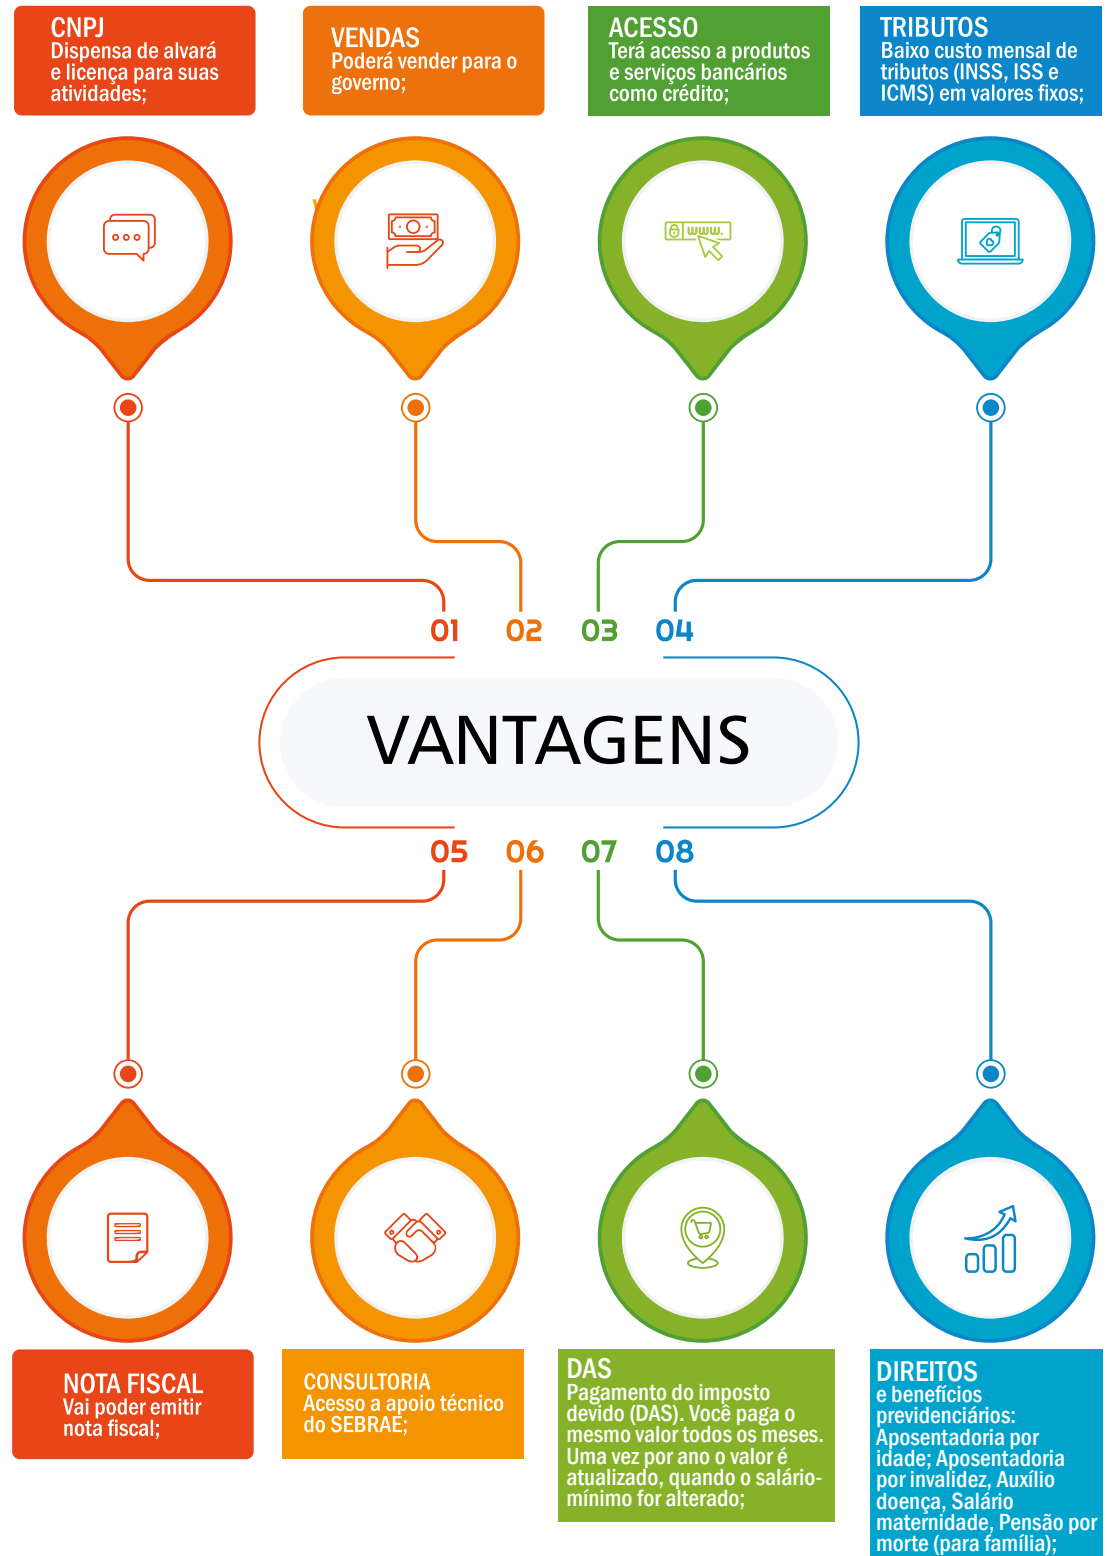 CNPJ
Dispensa de alvará
e licença para suas
atividades;
VENDAS
Poderá vender para o
governo;
ACESSO
Terá acesso a produtos
e serviços bancários
como crédito;
TRIBUTOS
Baixo custo mensal de
tributos (INSS, ISS e
ICMS) em valores fixos;
www.
01
02
03
04
VANTAGENS
05
06
07
08
NOTA FISCAL
Vai poder emitir
nota fiscal;
CONSULTORIA
Acesso a apoio técnico
do SEBRAE;
DAS
Pagamento do imposto
devido (DAS). Você paga o
mesmo valor todos os meses.
Uma vez por ano o valor é
atualizado, quando o salário-
mínimo for alterado;
DIREITOS
e benefícios
previdenciários:
Aposentadoria por
idade; Aposentadoria
por invalidez, Auxílio
doença, Salário
maternidade, Pensão por
morte (para família);